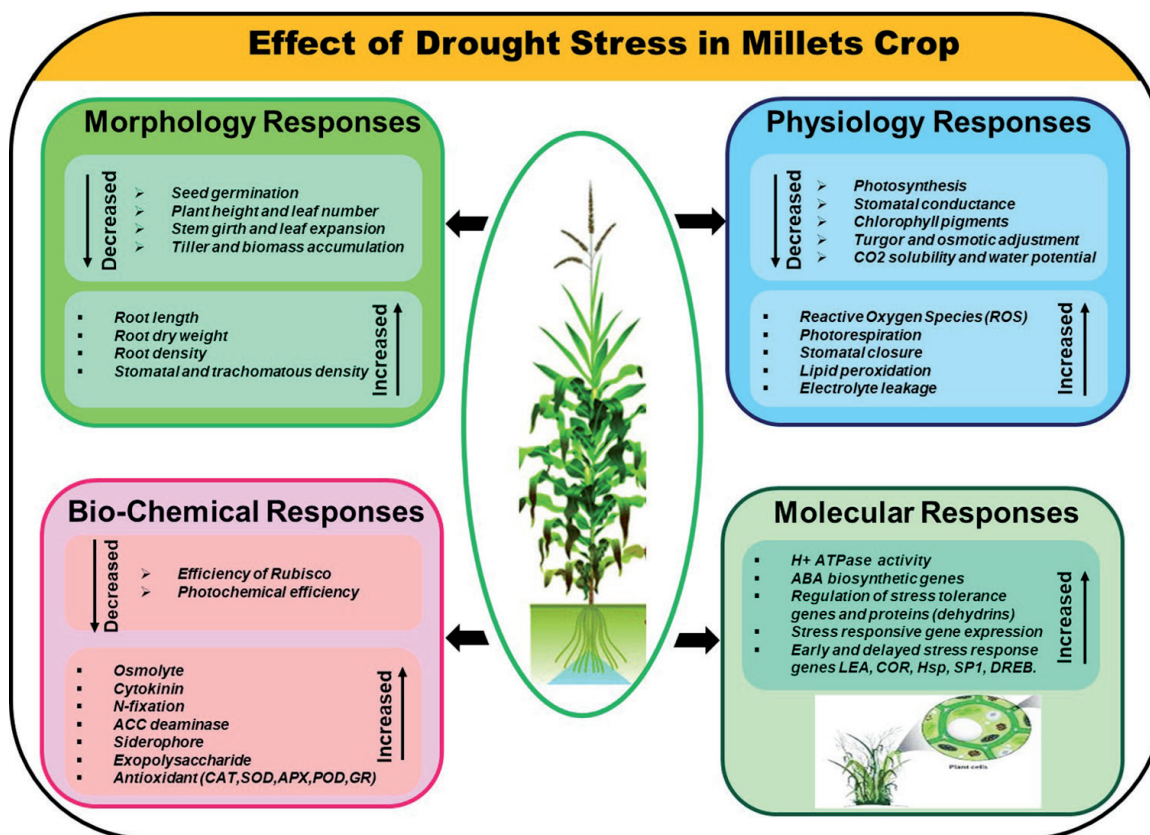 Effect of Drought Stress in Millets Crop
Morphology Responses
Decreased
Seed germination
Plant height and leaf number
Stem girth and leaf expansion
Tiller and biomass accumulation
Root length
Root dry weight
Root density
Stomatal and trachomatous density
Increased
Physiology Responses
Decreased
Photosynthesis
Stomatal conductance
Chlorophyll pigments
Turgor and osmotic adjustment
CO2 solubility and water potential
Reactive Oxygen Species (ROS)
Photorespiration
Stomatal closure
Lipid peroxidation
Electrolyte leakage
Increased
Bio-Chemical Responses
Decreased
Efficiency of Rubisco
Photochemical efficiency
Osmolyte
Cytokinin
N-fixation
ACC deaminase
Siderophore
Exopolysaccharide
Antioxidant (CAT,SOD,APX,POD,GR)
Increased
Molecular Responses
H+ ATPase activity
ABA biosynthetic genes
Regulation of stress tolerance
genes and proteins (dehydrins)
Stress responsive gene expression
Early and delayed stress response
genes LEA, COR, Hsp, SP1, DREB.
Increased
Plant cells